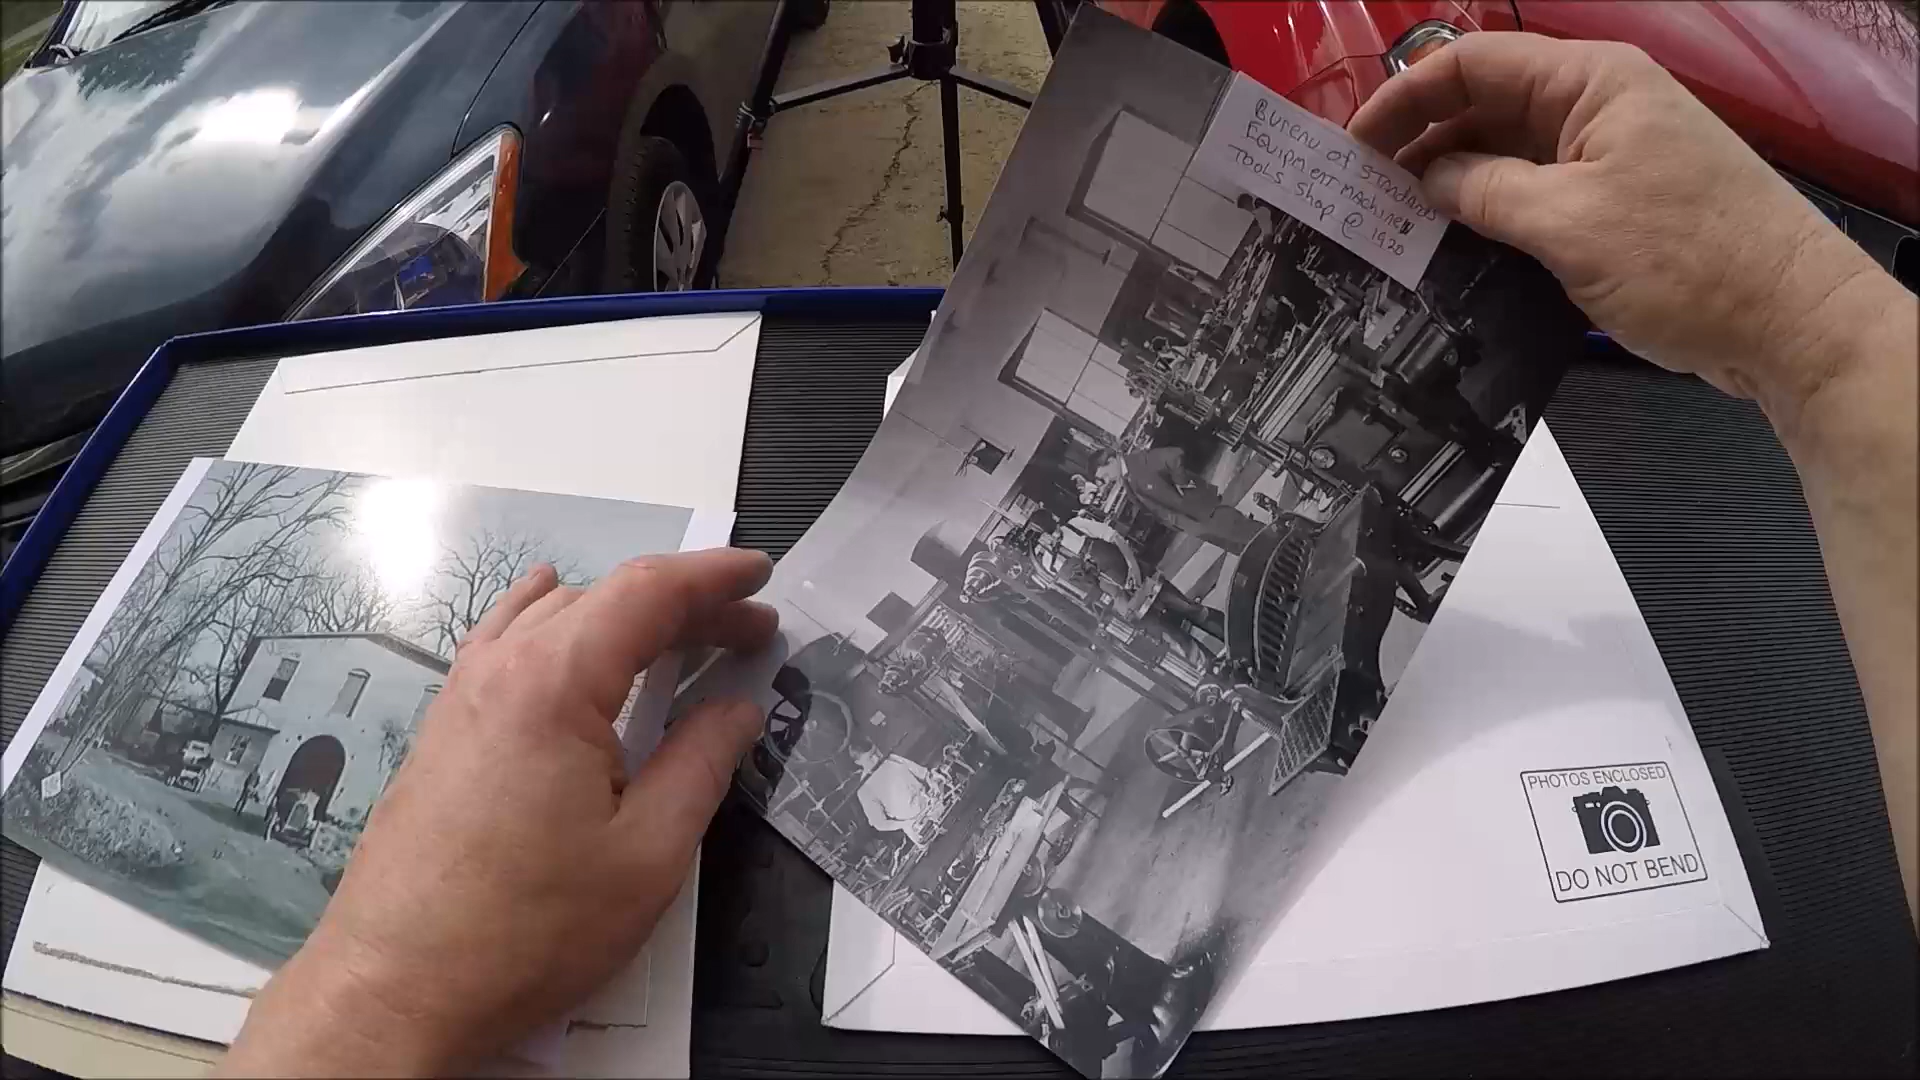 Bureau of Standards
EQUIPMENT MACHINE
TOOLS Shop @ 1920
PHOTOS ENCLOSED
DO NOT BEND